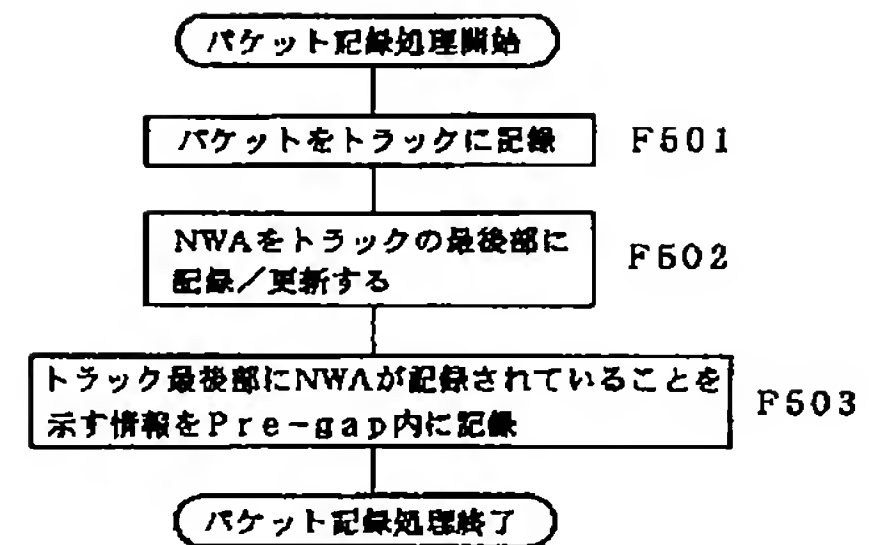 パケット記録処理開始
パケットをトラックに記録 F501
NWAをトラックの最後部に
記録／更新する
F502
トラック最後部にNWAが記録されていることを
示す情報をPre-gap内に記録
F503
パケット記録処理終了